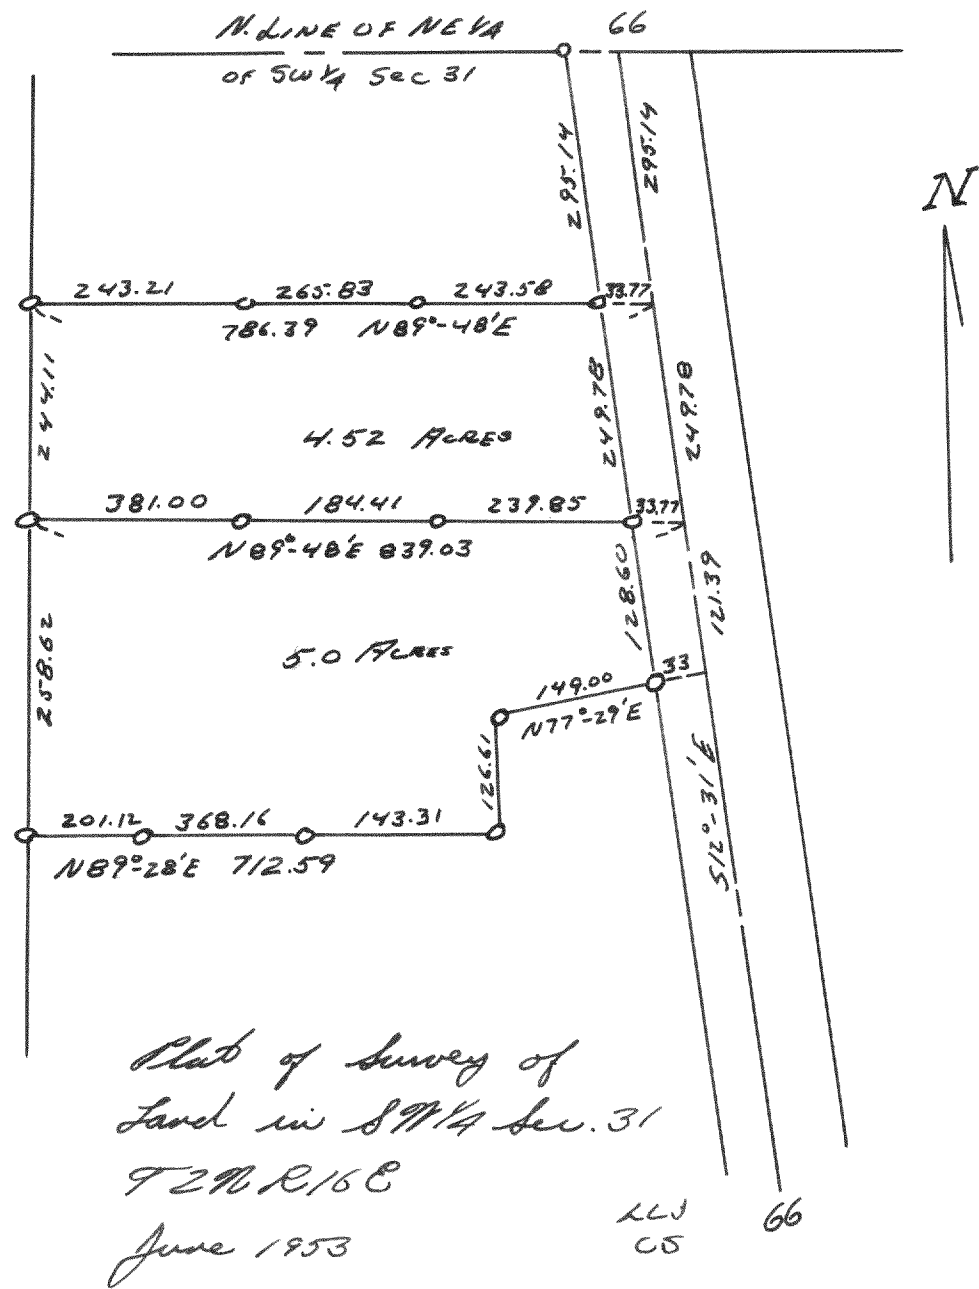 N. LINE OF NE 1/4
66
OF SW 1/4 Sec 31
295.14
295.14
N
243.21
265.83
243.58
33.77
786.39 N89°-48'E
244.11
249.78
249.78
4.52 ACRES
381.00
184.41
239.85
33.77
N89°-48'E 839.03
128.60
121.39
258.62
5.0 ACRES
149.00
33
N77°-29'E
126.61
S12°-31'E
201.12
368.16
143.31
N89°-28'E 712.59
Plat of Survey of
Land in SW 1/4 Sec. 31
T2N R16E
June 1953
LLJ
CS
66